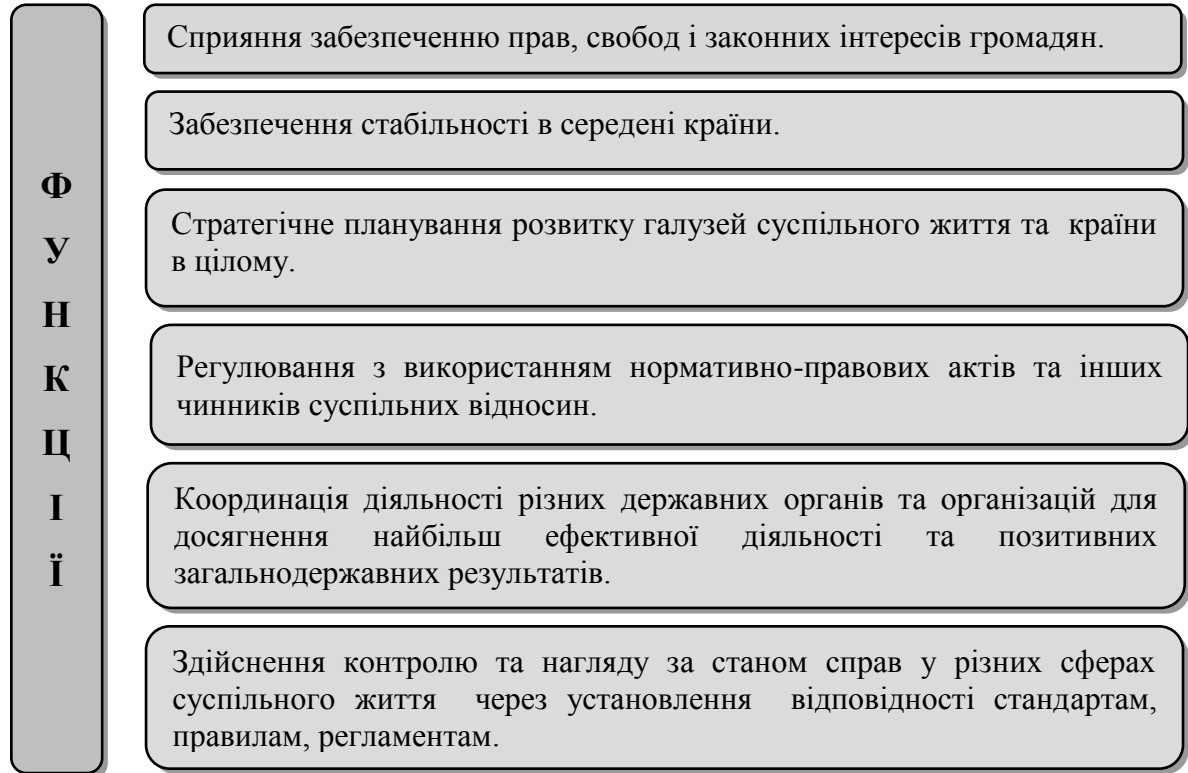 ФУНКЦІЇ
Сприяння забезпеченню прав, свобод і законних інтересів громадян.
Забезпечення стабільності в середені країни.
Стратегічне планування розвитку галузей суспільного життя та країни
в цілому.
Регулювання з використанням нормативно-правових актів та інших
чинників суспільних відносин.
Координація діяльності різних державних органів та організацій для
досягнення найбільш ефективної діяльності та позитивних
загальнодержавних результатів.
Здійснення контролю та нагляду за станом справ у різних сферах
суспільного життя через установлення відповідності стандартам,
правилам, регламентам.